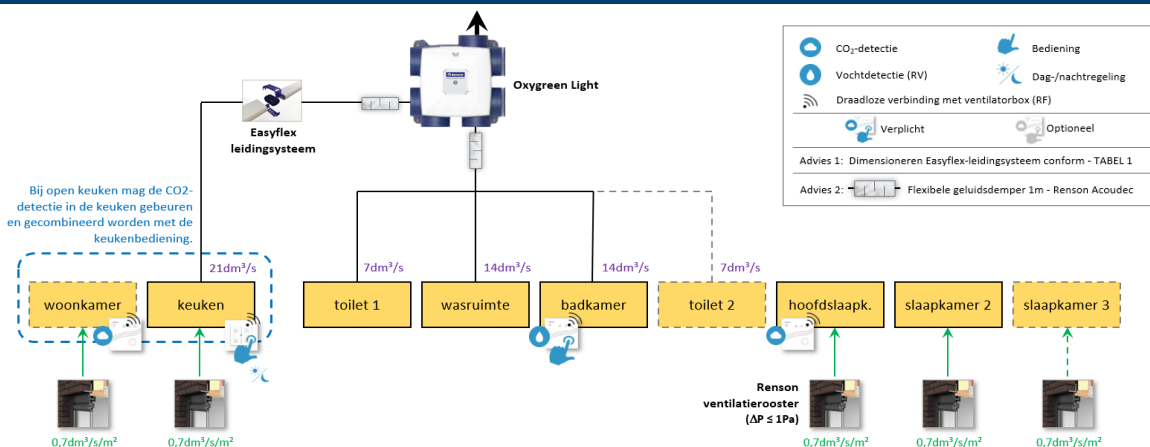 Oxygreen Light
Easyflex
leidingsysteem
CO₂-detectie
Bediening
Vochtdetectie (RV)
Dag-/nachtregeling
Draadloze verbinding met ventilatorbox (RF)
Verplicht
Optioneel
Advies 1: Dimensioneren Easyflex-leidingsysteem conform - TABEL 1
Advies 2:
Flexibele geluidsdemper 1m - Renson Acoudec
Bij open keuken mag de CO2-
detectie in de keuken gebeuren
en gecombineerd worden met de
keukenbediening.
21dm³/s
7dm³/s
14dm³/s
14dm³/s
7dm³/s
woonkamer
keuken
toilet 1
wasruimte
badkamer
toilet 2
hoofdslaapk.
slaapkamer 2
slaapkamer 3
Renson
ventilatierooster
(ΔP ≤ 1Pa)
0,7dm³/s/m²
0,7dm³/s/m²
0,7dm³/s/m²
0,7dm³/s/m²
0,7dm³/s/m²